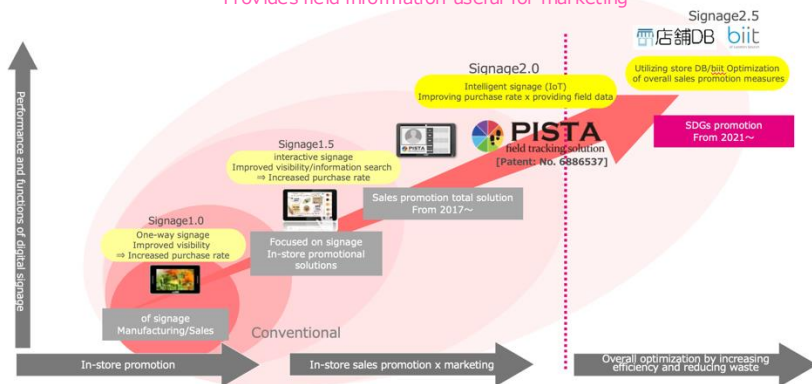 Provides field information useful for marketing
Signage2.5
店舗DB biit
Utilizing store DB/biit Optimization
of overall sales promotion measures
Signage2.0
Intelligent signage (IoT)
Improving purchase rate x providing field data
PISTA
field tracking solution
[Patent: No. 6886537]
SDGs promotion
From 2021～
Signage1.5
interactive signage
Improved visibility/information search
⇒ Increased purchase rate
Sales promotion total solution
From 2017～
Signage1.0
One-way signage
Improved visibility
⇒ Increased purchase rate
Focused on signage
In-store promotional
solutions
of signage
Manufacturing/Sales
Conventional
Performance and functions of digital signage
In-store promotion
In-store sales promotion x marketing
Overall optimization by increasing
efficiency and reducing waste